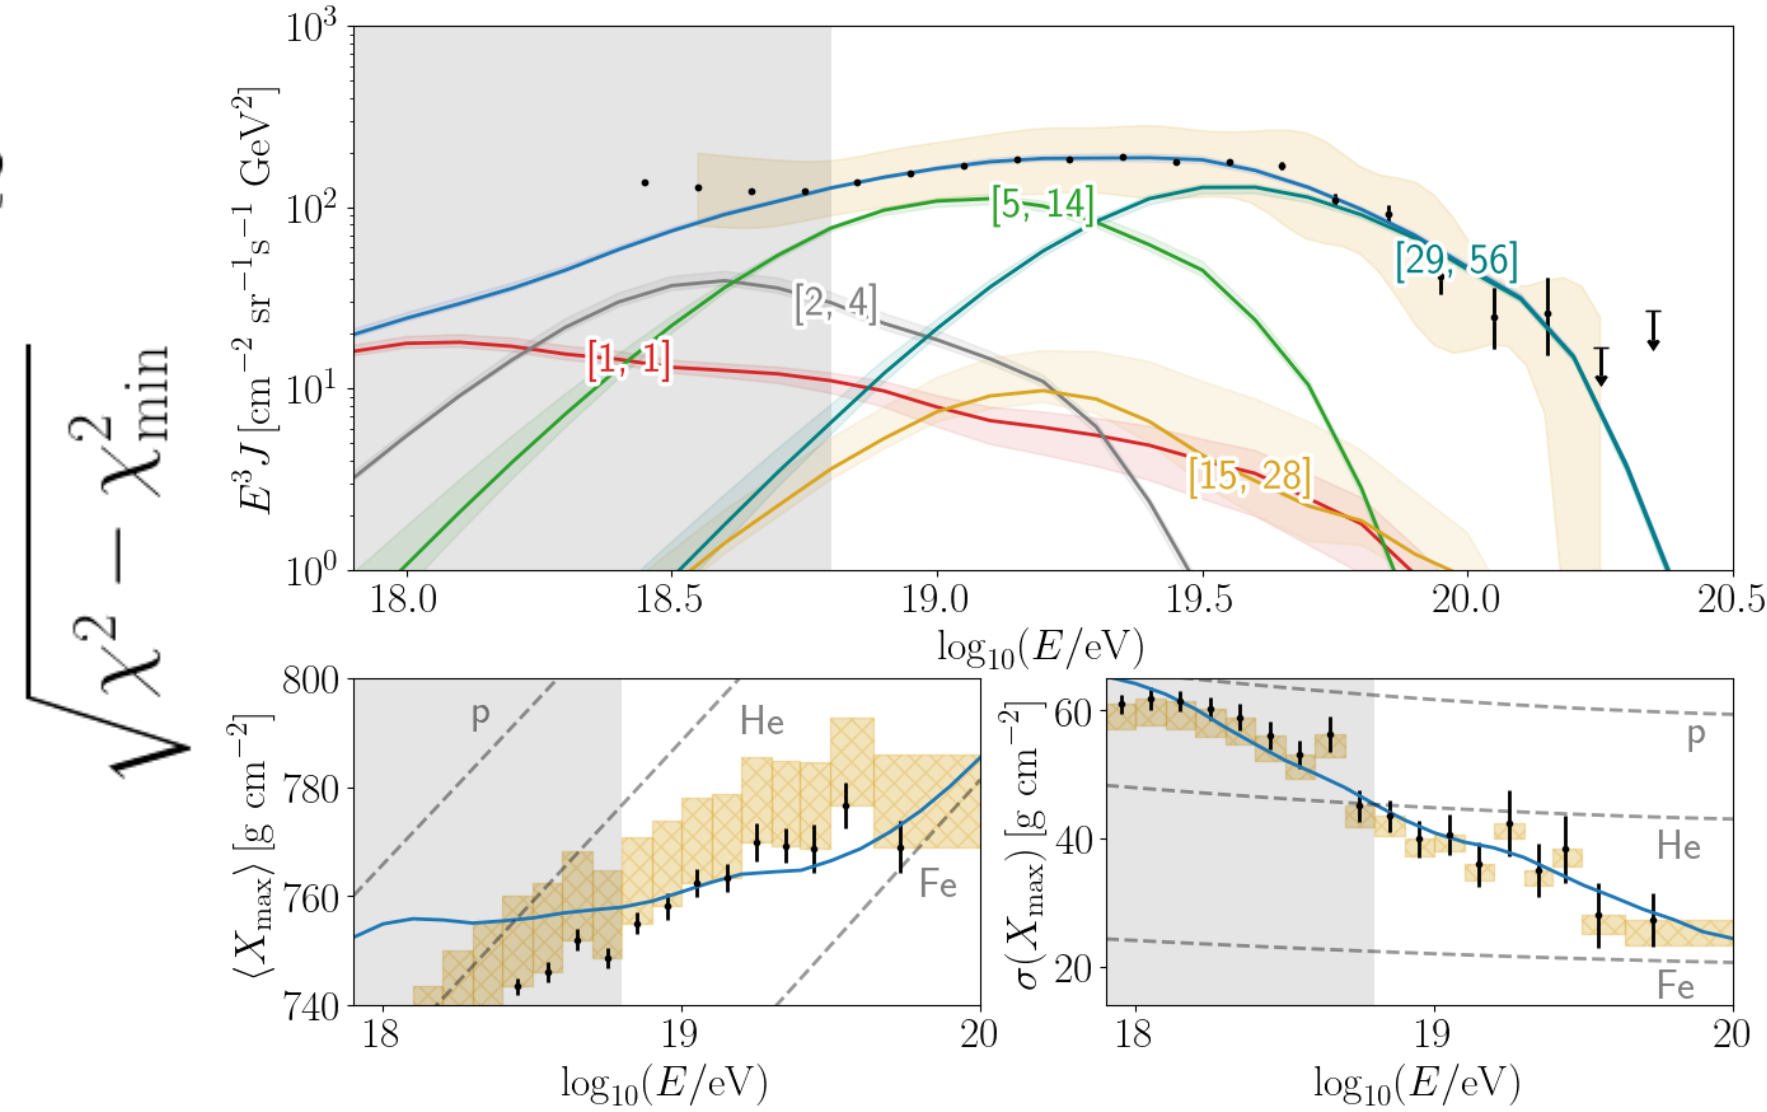 √χ² − χ²min
10³
10²
10¹
10⁰
E³ J [cm⁻² sr⁻¹ s⁻¹ GeV²]
[1, 1]
[2, 4]
[5, 14]
[15, 28]
[29, 56]
18.0 18.5 19.0 19.5 20.0 20.5
log₁₀(E/eV)
800
780
760
740
⟨Xmax⟩ [g cm⁻²]
p
He
Fe
18 19 20
log₁₀(E/eV)
60
40
20
σ(Xmax) [g cm⁻²]
p
He
Fe
18 19 20
log₁₀(E/eV)